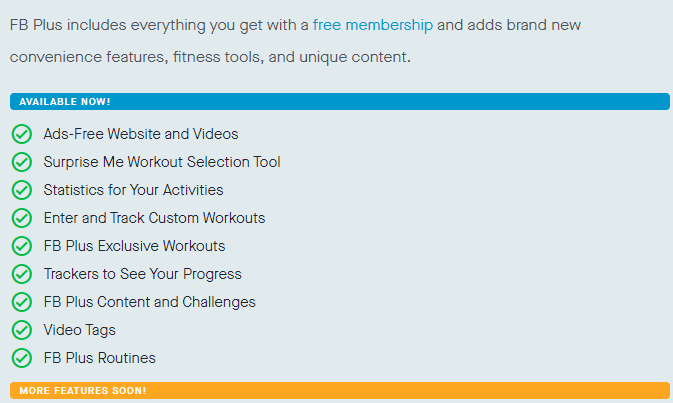 FB Plus includes everything you get with a free membership and adds brand new
convenience features, fitness tools, and unique content.
AVAILABLE NOW!
Ads-Free Website and Videos
Surprise Me Workout Selection Tool
Statistics for Your Activities
Enter and Track Custom Workouts
FB Plus Exclusive Workouts
Trackers to See Your Progress
FB Plus Content and Challenges
Video Tags
FB Plus Routines
MORE FEATURES SOON!